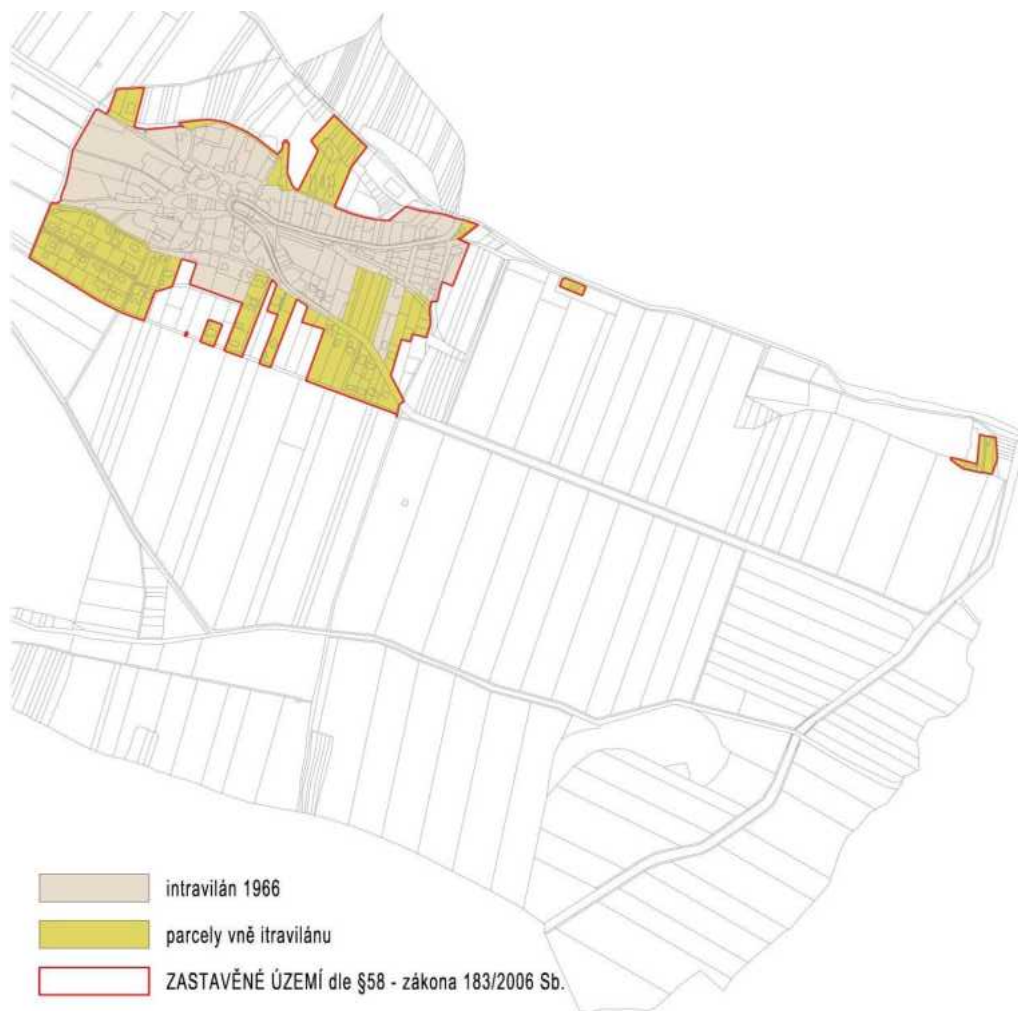 intravilán 1966
parcely vně itravilánu
ZASTAVĚNÉ ÚZEMÍ dle §58 - zákona 183/2006 Sb.